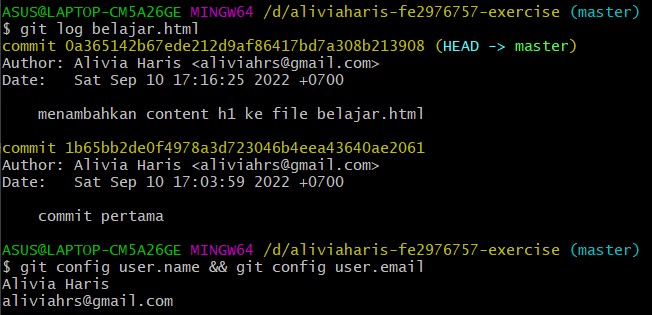 ASUS@LAPTOP-CM5A26GE MINGW64 /d/aliviaharis-fe2976757-exercise (master)
$ git log belajar.html
commit 0a365142b67ede212d9af86417bd7a308b213908 (HEAD -> master)
Author: Alivia Haris <aliviahrs@gmail.com>
Date:   Sat Sep 10 17:16:25 2022 +0700

    menambahkan content h1 ke file belajar.html

commit 1b65bb2de0f4978a3d723046b4eea43640ae2061
Author: Alivia Haris <aliviahrs@gmail.com>
Date:   Sat Sep 10 17:03:59 2022 +0700

    commit pertama

ASUS@LAPTOP-CM5A26GE MINGW64 /d/aliviaharis-fe2976757-exercise (master)
$ git config user.name && git config user.email
Alivia Haris
aliviahrs@gmail.com